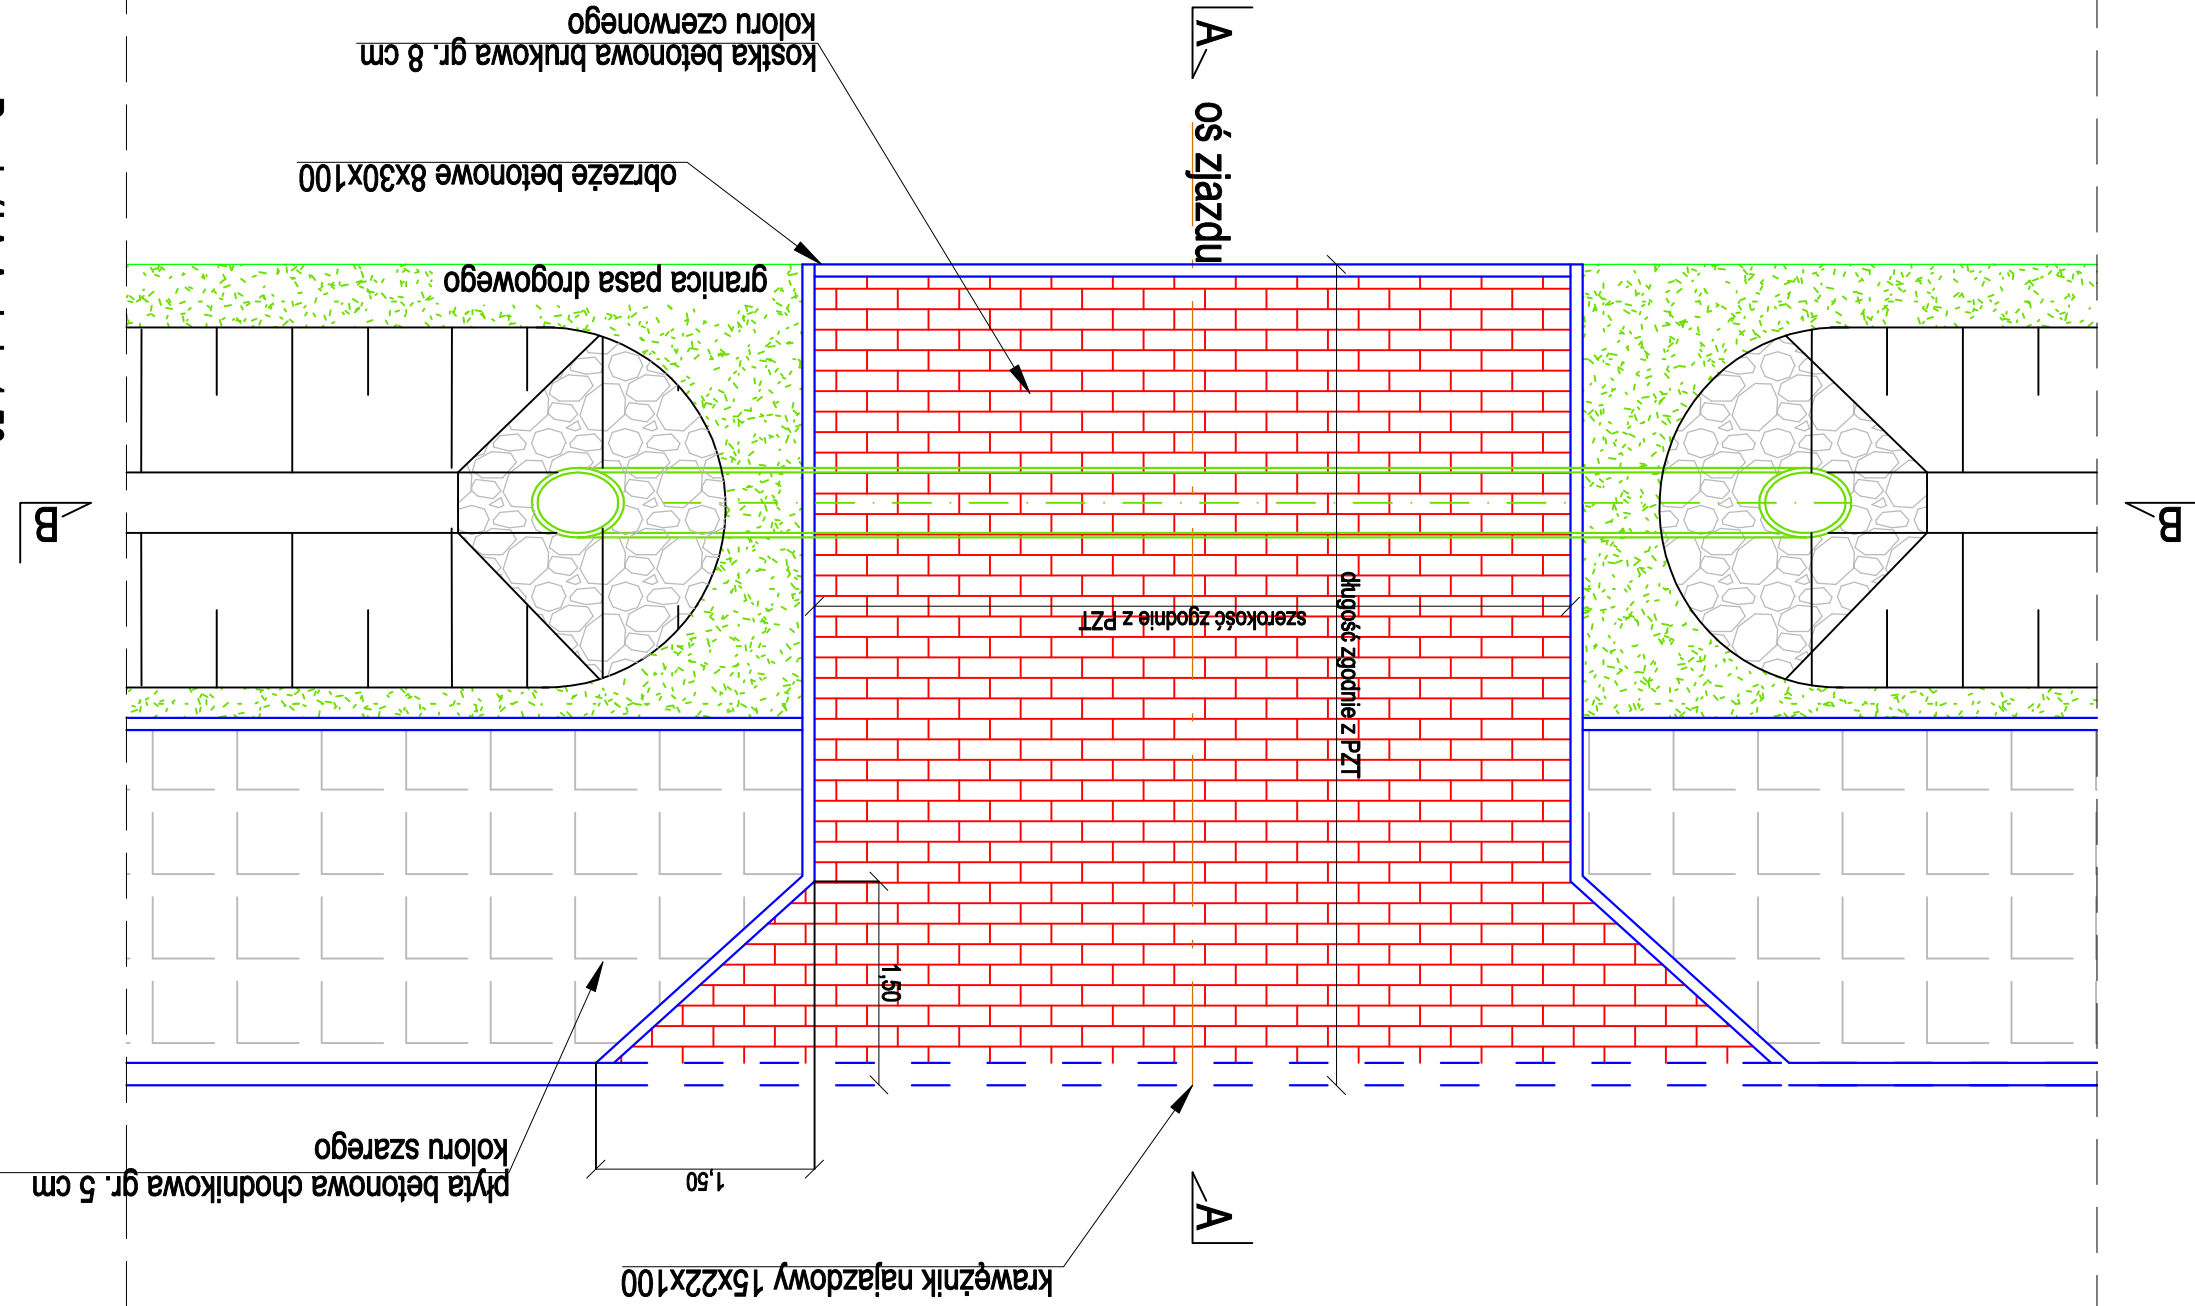 A
kostka betonowa brukowa gr. 8 cm
koloru czerwonego
oś zjazdu
obrzeże betonowe 8x30x100
granica pasa drogowego
B
B
szerokość zgodnie z PZT
długość zgodnie z PZT
1,50
1,50
płyta betonowa chodnikowa gr. 5 cm
koloru szarego
A
krawężnik najazdowy 15x22x100